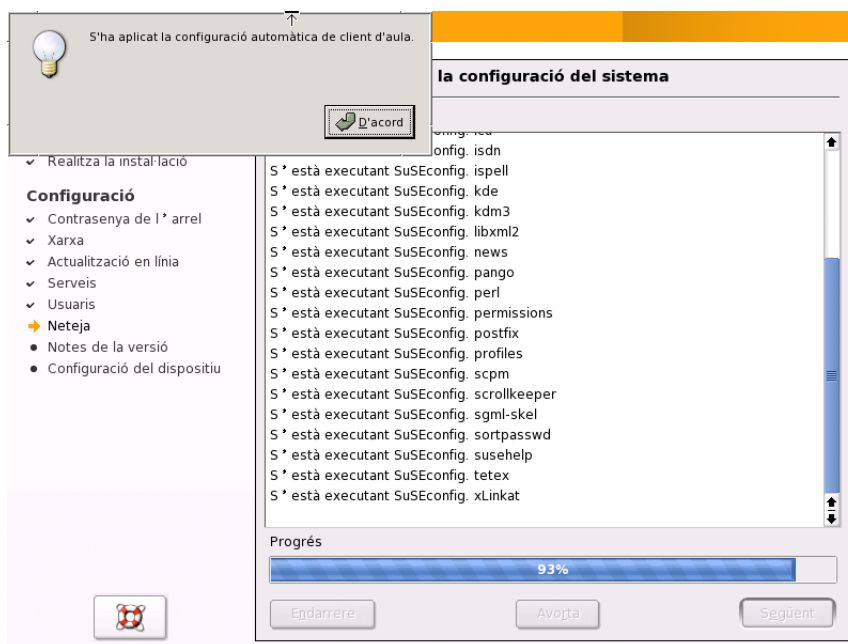 S'ha aplicat la configuració automàtica de client d'aula.
D'acord
la configuració del sistema
Realitza la instal·lació
Configuració
Contrasenya de l'arrel
Xarxa
Actualització en línia
Serveis
Usuaris
Neteja
Notes de la versió
Configuració del dispositiu
onfig. isdn
S'està executant SuSEconfig. ispell
S'està executant SuSEconfig. kde
S'està executant SuSEconfig. kdm3
S'està executant SuSEconfig. libxml2
S'està executant SuSEconfig. news
S'està executant SuSEconfig. pango
S'està executant SuSEconfig. perl
S'està executant SuSEconfig. permissions
S'està executant SuSEconfig. postfix
S'està executant SuSEconfig. profiles
S'està executant SuSEconfig. scpm
S'està executant SuSEconfig. scrollkeeper
S'està executant SuSEconfig. sgml-skel
S'està executant SuSEconfig. sortpasswd
S'està executant SuSEconfig. susehelp
S'està executant SuSEconfig. tetex
S'està executant SuSEconfig. xLinkat
Progrés
93%
Endarrere
Avorta
Següent